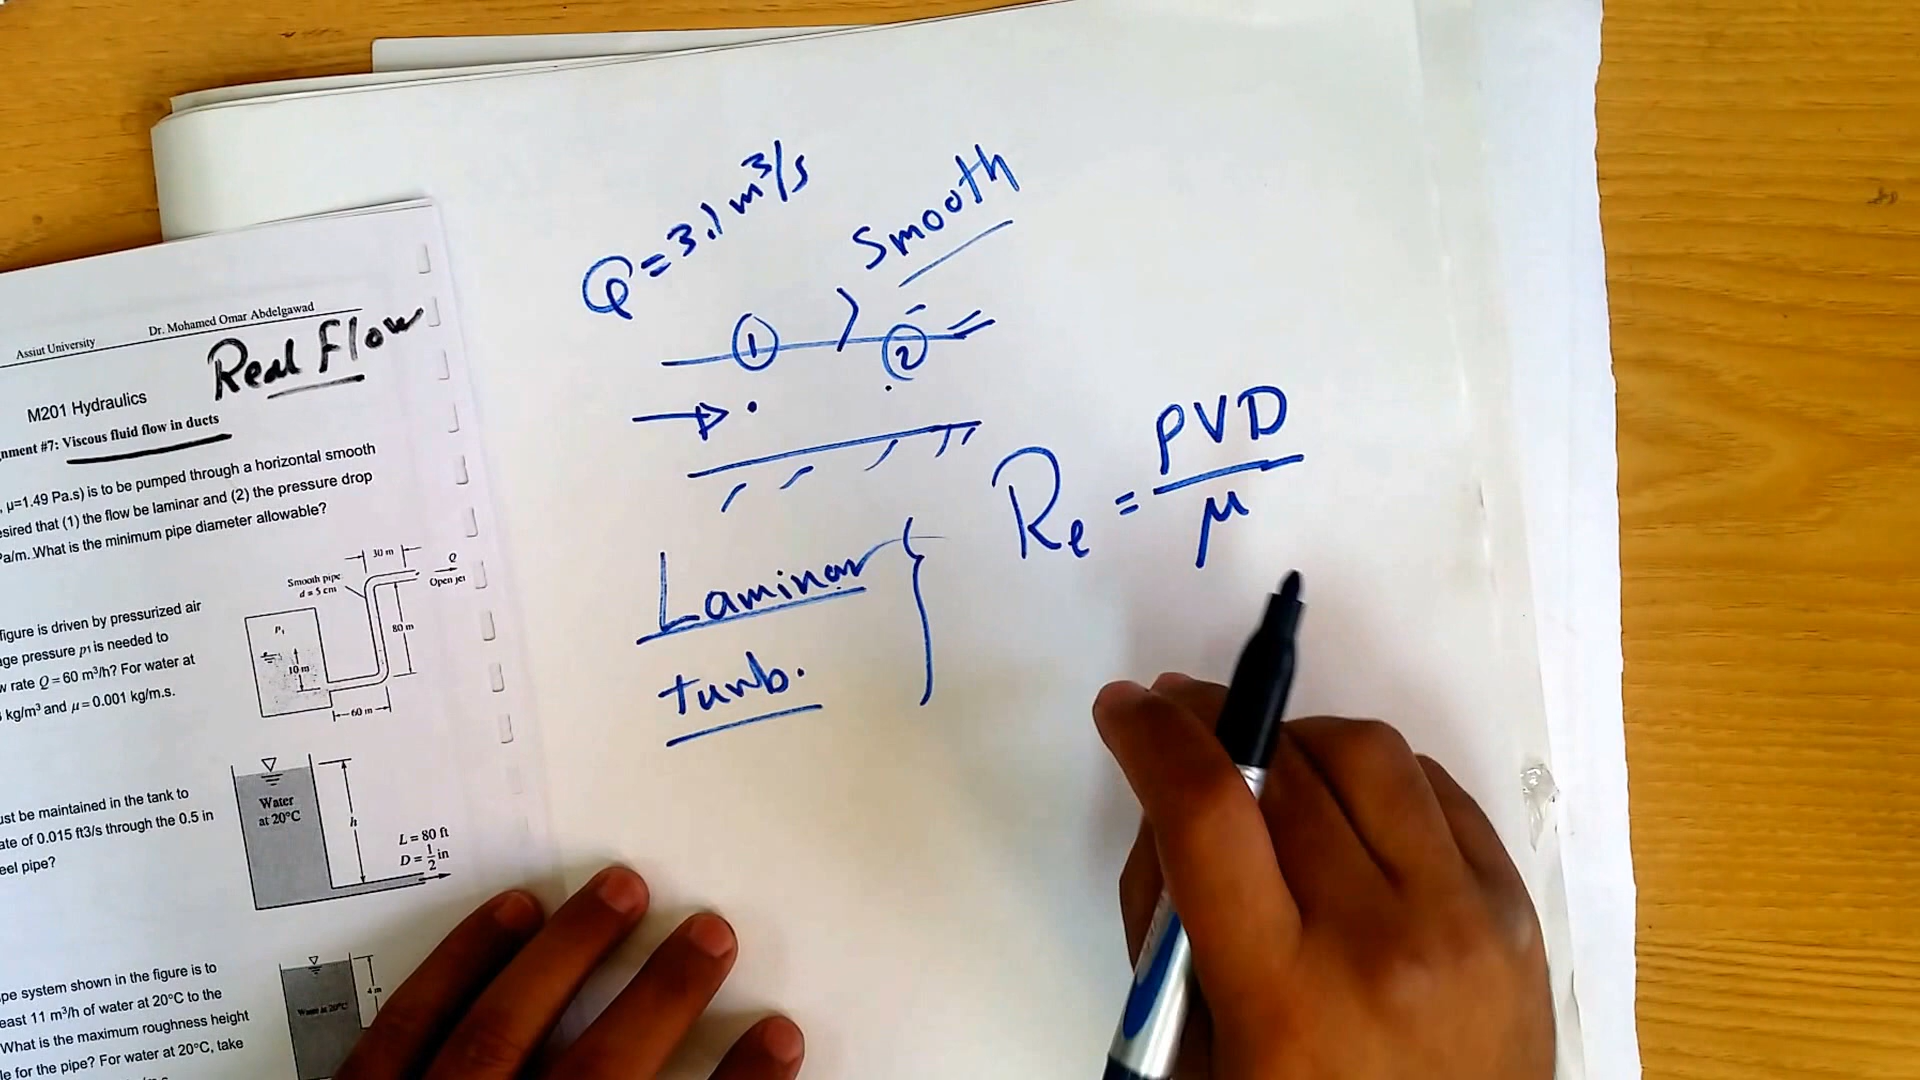 Assiut University
Dr. Mohamed Omar Abdelgawad
Real Flow
M201 Hydraulics
nment #7: Viscous fluid flow in ducts
, μ=1.49 Pa.s) is to be pumped through a horizontal smooth
esired that (1) the flow be laminar and (2) the pressure drop
Pa/m. What is the minimum pipe diameter allowable?
30 m
Q
Smooth pipe
d = 5 cm
Open jet
80 m
P₁
10 m
60 m
figure is driven by pressurized air
ge pressure p₁ is needed to
w rate Q = 60 m³/h? For water at
kg/m³ and μ = 0.001 kg/m.s.
Water
at 20°C
h
L = 80 ft
D = 1/2 in
ust be maintained in the tank to
ate of 0.015 ft3/s through the 0.5 in
eel pipe?
4 m
Water at 20°C
pe system shown in the figure is to
east 11 m³/h of water at 20°C to the
What is the maximum roughness height
le for the pipe? For water at 20°C, take
Q = 3.1 m³/s
Smooth
1
2
Laminar
turb.
Re = ρVD/μ